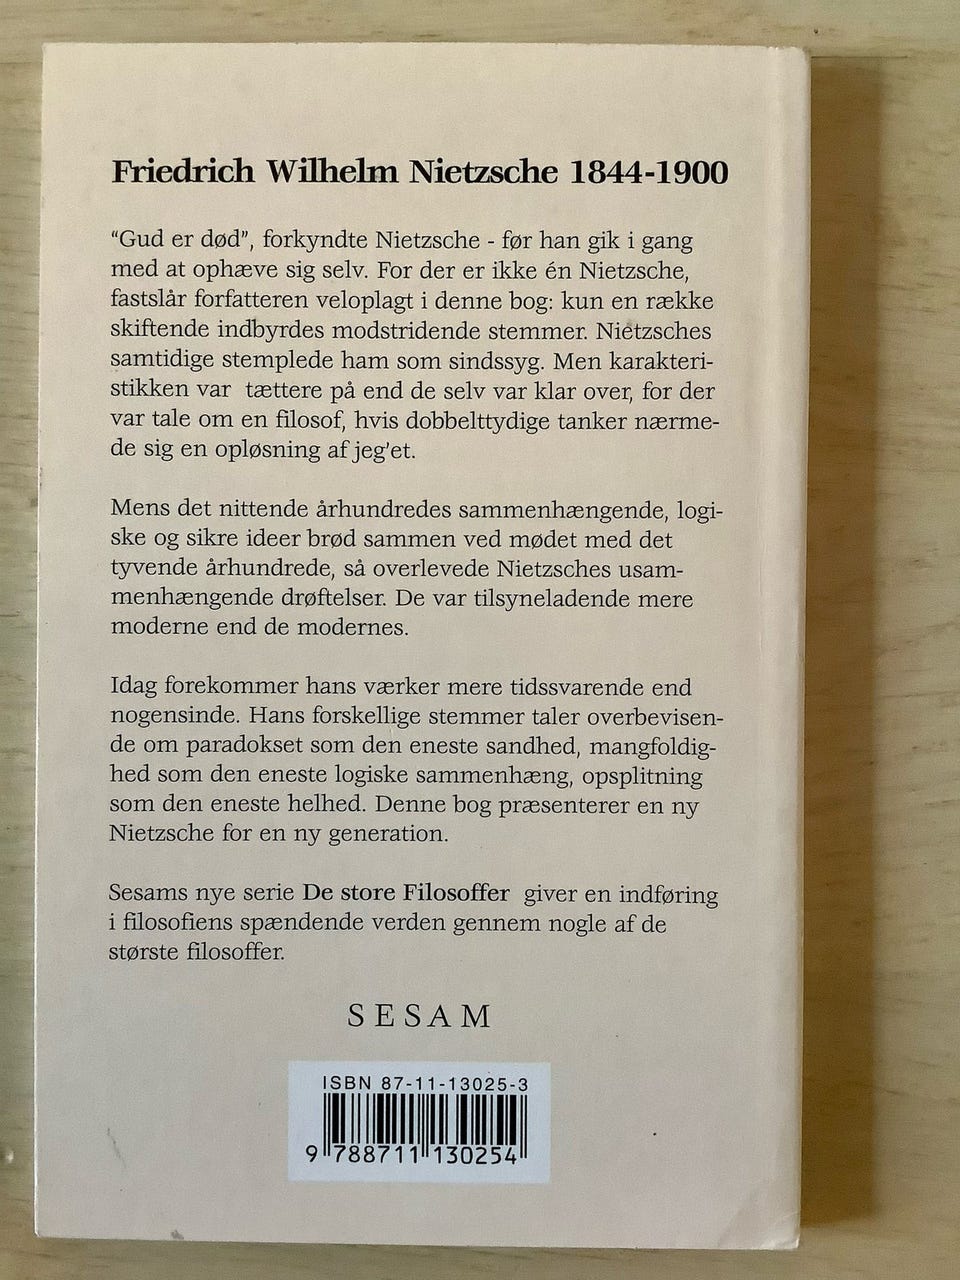 Friedrich Wilhelm Nietzsche 1844-1900
“Gud er død”, forkyndte Nietzsche - før han gik i gang
med at ophæve sig selv. For der er ikke én Nietzsche,
fastslår forfatteren veloplagt i denne bog: kun en række
skiftende indbyrdes modstridende stemmer. Nietzsches
samtidige stemplede ham som sindssyg. Men karakteri-
stikken var  tættere på end de selv var klar over, for der
var tale om en filosof, hvis dobbelttydige tanker nærme-
de sig en opløsning af jeg’et.
Mens det nittende århundredes sammenhængende, logi-
ske og sikre ideer brød sammen ved mødet med det
tyvende århundrede, så overlevede Nietzsches usam-
menhængende drøftelser. De var tilsyneladende mere
moderne end de modernes.
Idag forekommer hans værker mere tidssvarende end
nogensinde. Hans forskellige stemmer taler overbevisen-
de om paradokset som den eneste sandhed, mangfoldig-
hed som den eneste logiske sammenhæng, opsplitning
som den eneste helhed. Denne bog præsenterer en ny
Nietzsche for en ny generation.
Sesams nye serie De store Filosoffer  giver en indføring
i filosofiens spændende verden gennem nogle af de
største filosoffer.
SESAM
ISBN 87-11-13025-3
9 788711 130254